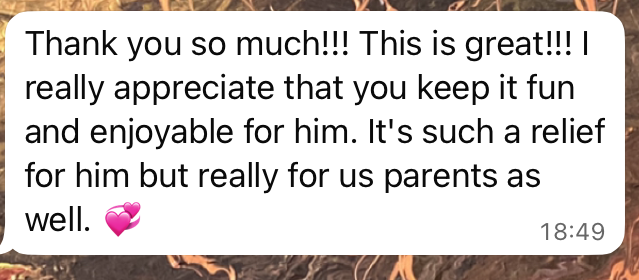 Thank you so much!!! This is great!!! I
really appreciate that you keep it fun
and enjoyable for him. It's such a relief
for him but really for us parents as
well. 💞
18:49